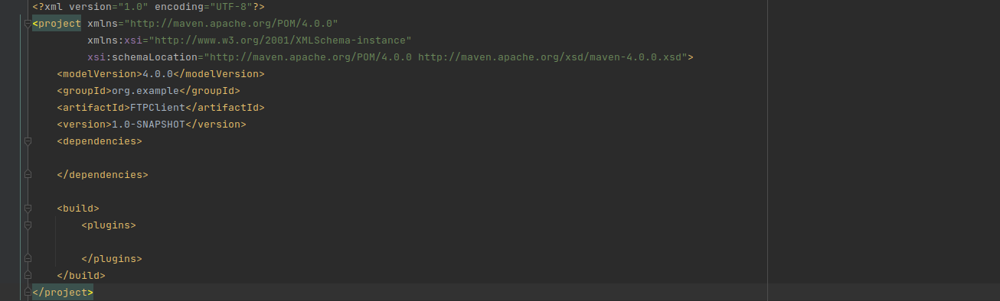 <?xml version="1.0" encoding="UTF-8"?>
<project xmlns="http://maven.apache.org/POM/4.0.0"
xmlns:xsi="http://www.w3.org/2001/XMLSchema-instance"
xsi:schemaLocation="http://maven.apache.org/POM/4.0.0 http://maven.apache.org/xsd/maven-4.0.0.xsd">
<modelVersion>4.0.0</modelVersion>
<groupId>org.example</groupId>
<artifactId>FTPClient</artifactId>
<version>1.0-SNAPSHOT</version>
<dependencies>
</dependencies>
<build>
<plugins>
</plugins>
</build>
</project>